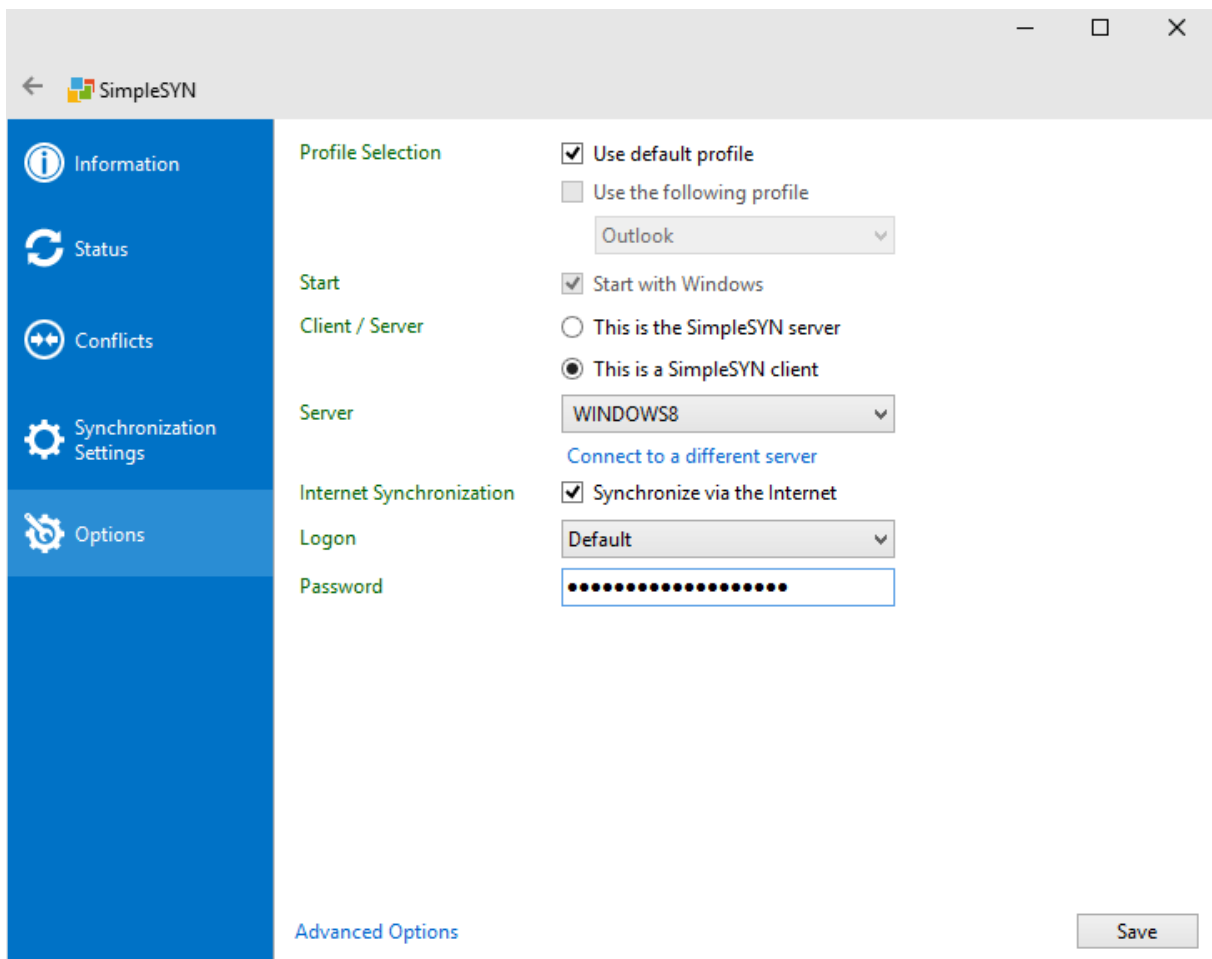 SimpleSYN
Information
Status
Conflicts
Synchronization
Settings
Options
Profile Selection
Use default profile
Use the following profile
Outlook
Start
Start with Windows
Client / Server
This is the SimpleSYN server
This is a SimpleSYN client
Server
WINDOWS8
Connect to a different server
Internet Synchronization
Synchronize via the Internet
Logon
Default
Password
●●●●●●●●●●●●●●●●●●●
Advanced Options
Save